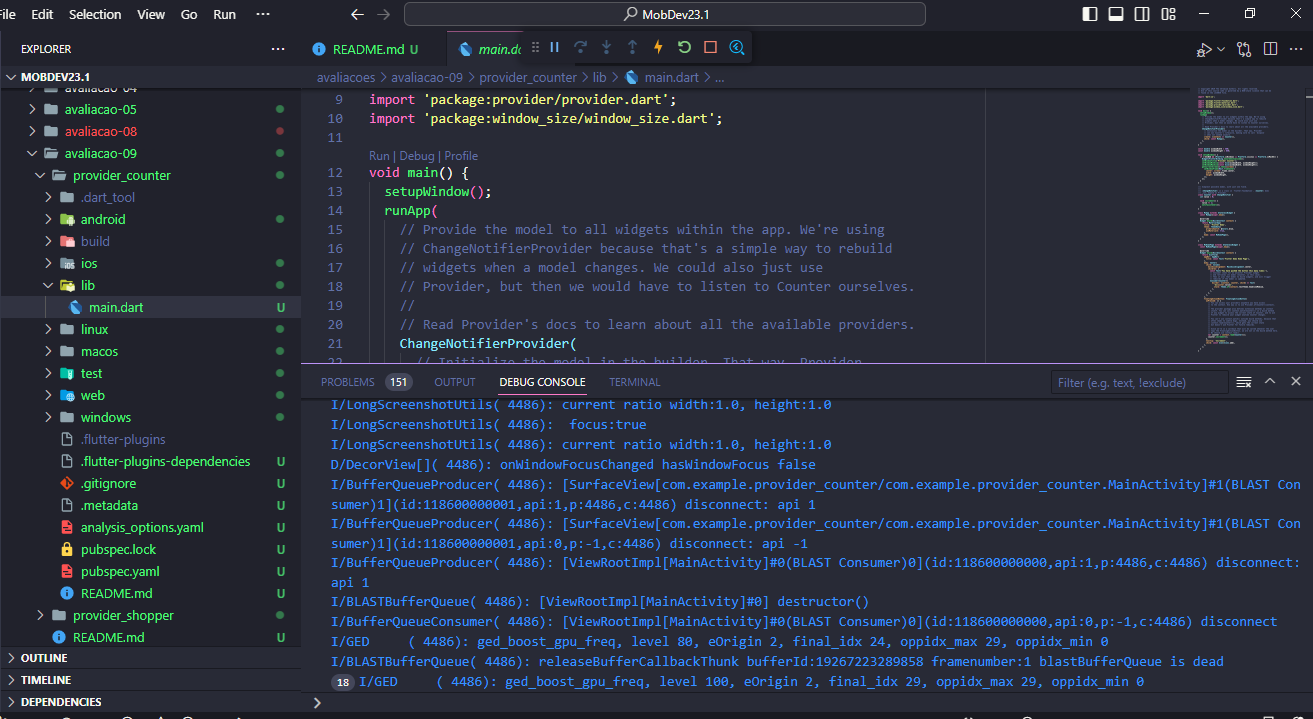 File Edit Selection View Go Run ···
MobDev23.1
EXPLORER
README.md U
main.dc
MOBDEV23.1
avaliacao-04
avaliacao-05
avaliacao-08
avaliacao-09
provider_counter
.dart_tool
android
build
ios
lib
main.dart U
linux
macos
test
web
windows
.flutter-plugins
.flutter-plugins-dependencies U
.gitignore U
.metadata U
analysis_options.yaml U
pubspec.lock U
pubspec.yaml U
README.md U
provider_shopper
README.md U
OUTLINE
TIMELINE
DEPENDENCIES
avaliacoes > avaliacao-09 > provider_counter > lib > main.dart > ...
9 import 'package:provider/provider.dart';
10 import 'package:window_size/window_size.dart';
11
Run | Debug | Profile
12 void main() {
13 setupWindow();
14 runApp(
15 // Provide the model to all widgets within the app. We're using
16 // ChangeNotifierProvider because that's a simple way to rebuild
17 // widgets when a model changes. We could also just use
18 // Provider, but then we would have to listen to Counter ourselves.
19 //
20 // Read Provider's docs to learn about all the available providers.
21 ChangeNotifierProvider(
22 // Initialize the model in the builder. That way, Provider
PROBLEMS 151 OUTPUT DEBUG CONSOLE TERMINAL
Filter (e.g. text, !exclude)
I/LongScreenshotUtils( 4486): current ratio width:1.0, height:1.0
I/LongScreenshotUtils( 4486):  focus:true
I/LongScreenshotUtils( 4486): current ratio width:1.0, height:1.0
D/DecorView[]( 4486): onWindowFocusChanged hasWindowFocus false
I/BufferQueueProducer( 4486): [SurfaceView[com.example.provider_counter/com.example.provider_counter.MainActivity]#1(BLAST Con
sumer)1](id:118600000001,api:1,p:4486,c:4486) disconnect: api 1
I/BufferQueueProducer( 4486): [SurfaceView[com.example.provider_counter/com.example.provider_counter.MainActivity]#1(BLAST Con
sumer)1](id:118600000001,api:0,p:-1,c:4486) disconnect: api -1
I/BufferQueueProducer( 4486): [ViewRootImpl[MainActivity]#0(BLAST Consumer)0](id:118600000000,api:1,p:4486,c:4486) disconnect:
api 1
I/BLASTBufferQueue( 4486): [ViewRootImpl[MainActivity]#0] destructor()
I/BufferQueueConsumer( 4486): [ViewRootImpl[MainActivity]#0(BLAST Consumer)0](id:118600000000,api:0,p:-1,c:4486) disconnect
I/GED     ( 4486): ged_boost_gpu_freq, level 80, eOrigin 2, final_idx 24, oppidx_max 29, oppidx_min 0
I/BLASTBufferQueue( 4486): releaseBufferCallbackThunk bufferId:19267223289858 framenumber:1 blastBufferQueue is dead
18 I/GED     ( 4486): ged_boost_gpu_freq, level 100, eOrigin 2, final_idx 29, oppidx_max 29, oppidx_min 0